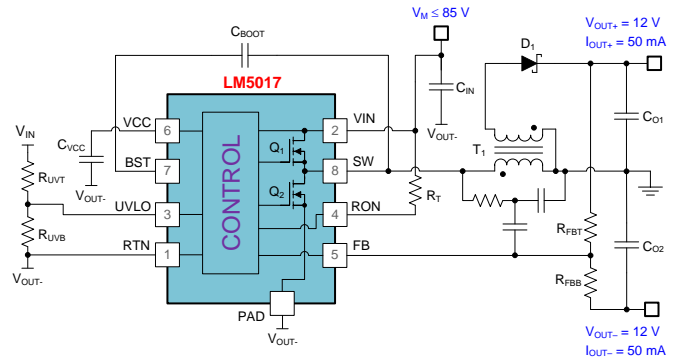 V_M ≤ 85 V
V_OUT+ = 12 V
I_OUT+ = 50 mA
C_BOOT
D_1
LM5017
C_IN
V_OUT-
VCC
6
2
VIN
C_O1
V_IN
C_VCC
Q_1
T_1
BST
7
8
SW
R_UVT
V_OUT-
CONTROL
Q_2
R_T
UVLO
3
4
RON
R_FBT
R_UVB
RTN
1
5
FB
C_O2
V_OUT-
R_FBB
PAD
V_OUT-
V_OUT– = 12 V
I_OUT– = 50 mA